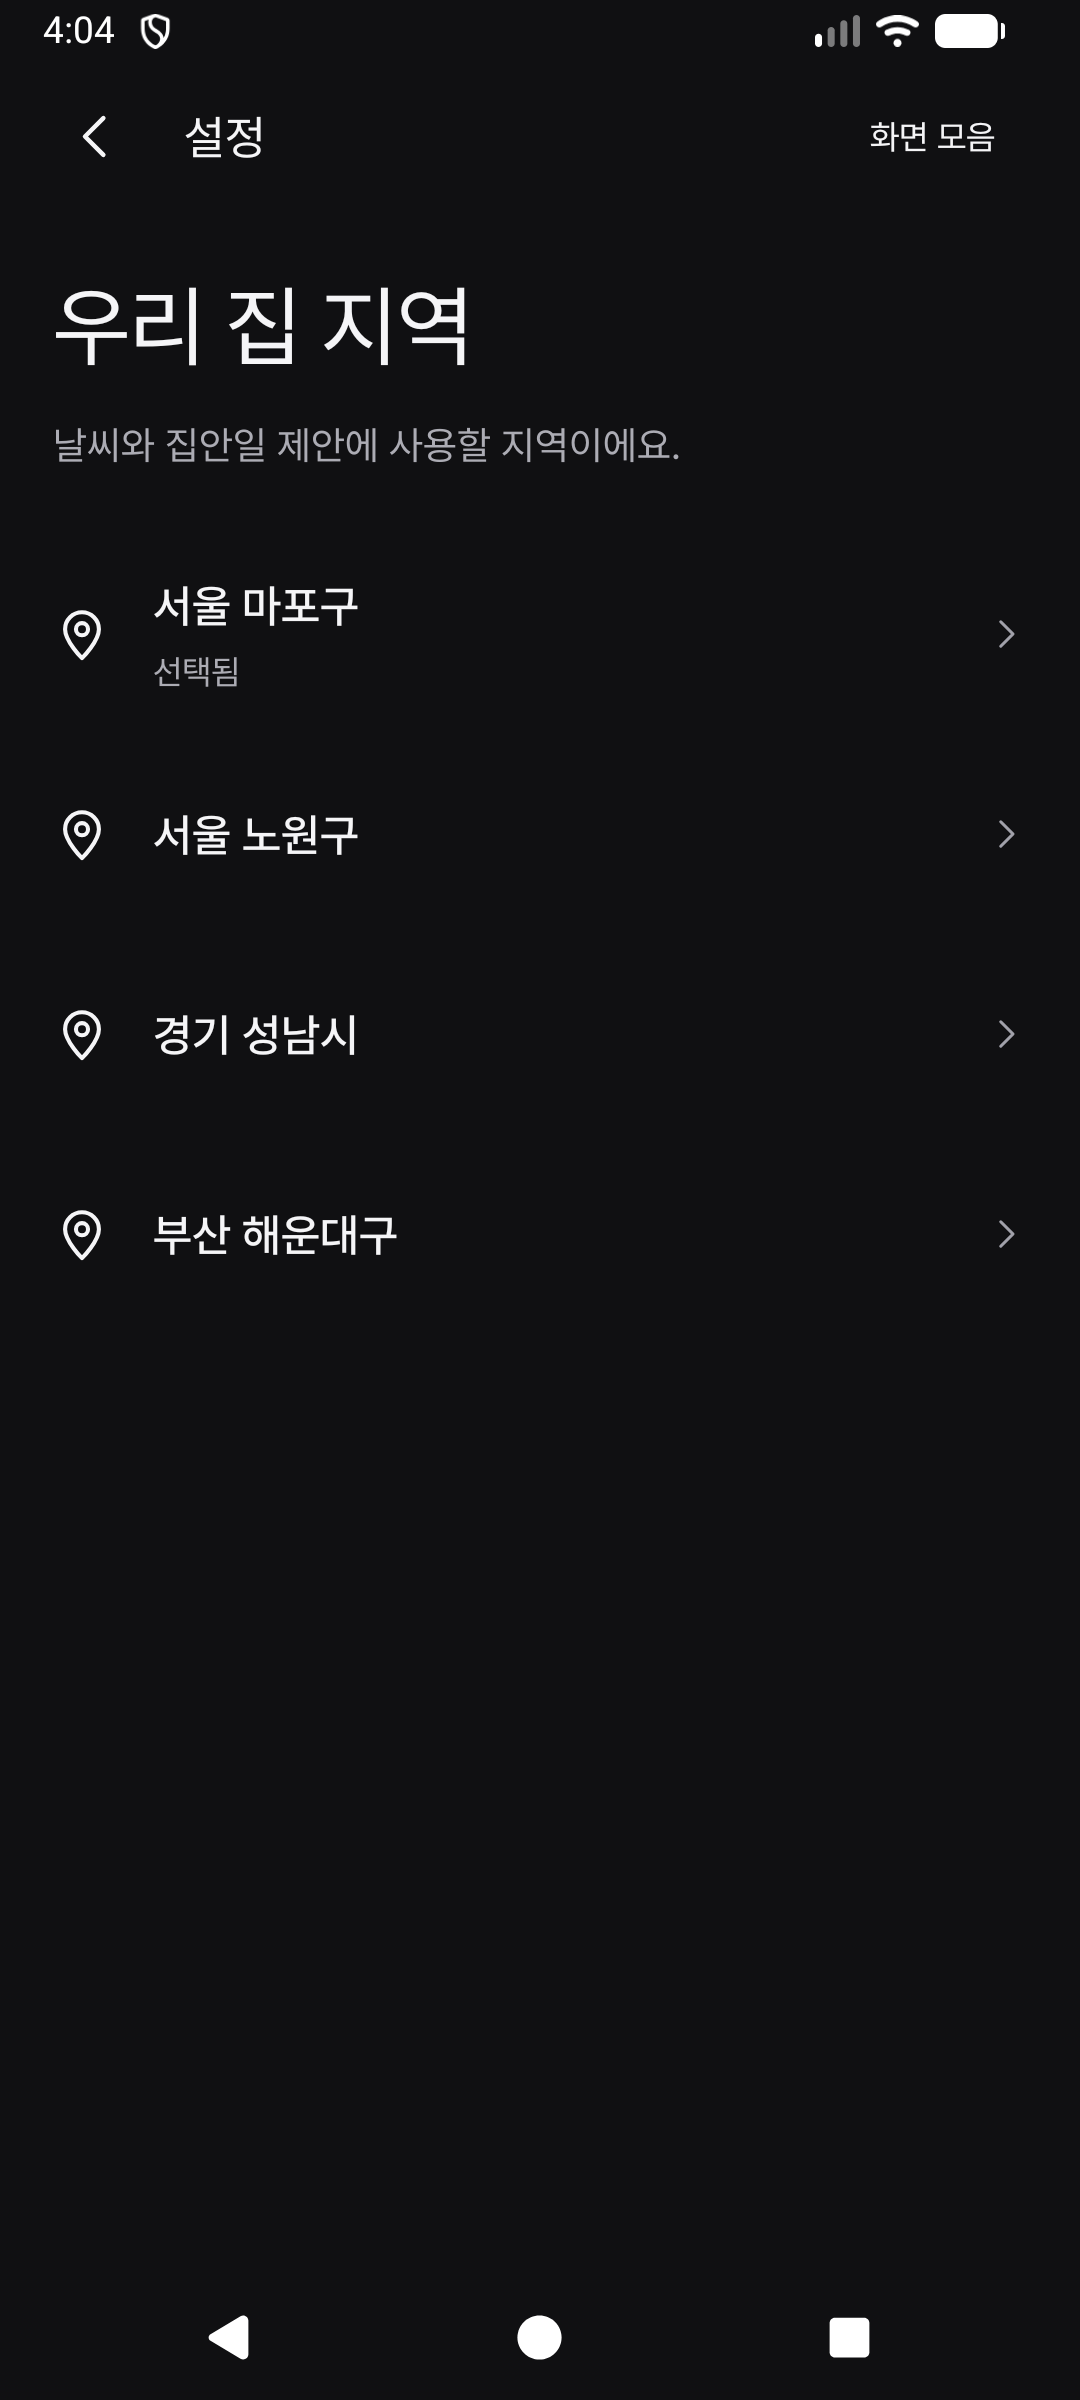 4:04
설정
화면 모음
우리 집 지역
날씨와 집안일 제안에 사용할 지역이에요.
서울 마포구
선택됨
서울 노원구
경기 성남시
부산 해운대구